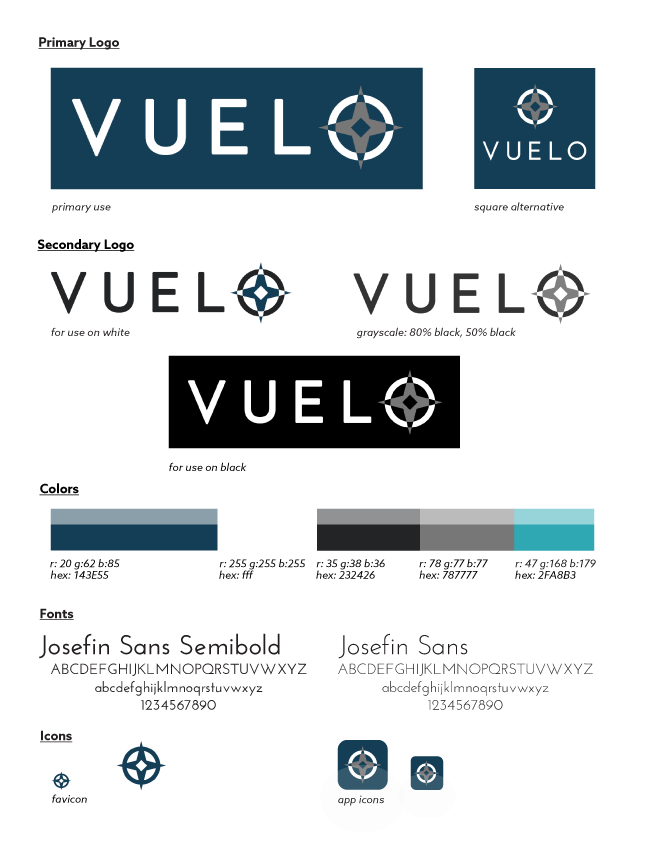 Primary Logo
VUELO
VUELO
primary use
square alternative
Secondary Logo
VUELO
VUELO
for use on white
grayscale: 80% black, 50% black
VUELO
for use on black
Colors
r: 20 g:62 b:85
hex: 143E55
r: 255 g:255 b:255
hex: fff
r: 35 g:38 b:36
hex: 232426
r: 78 g:77 b:77
hex: 787777
r: 47 g:168 b:179
hex: 2FA8B3
Fonts
Josefin Sans Semibold
ABCDEFGHIJKLMNOPQRSTUVWXYZ
abcdefghijklmnopqrstuvwxyz
1234567890
Josefin Sans
ABCDEFGHIJKLMNOPQRSTUVWXYZ
abcdefghijklmnopqrstuvwxyz
1234567890
Icons
favicon
app icons